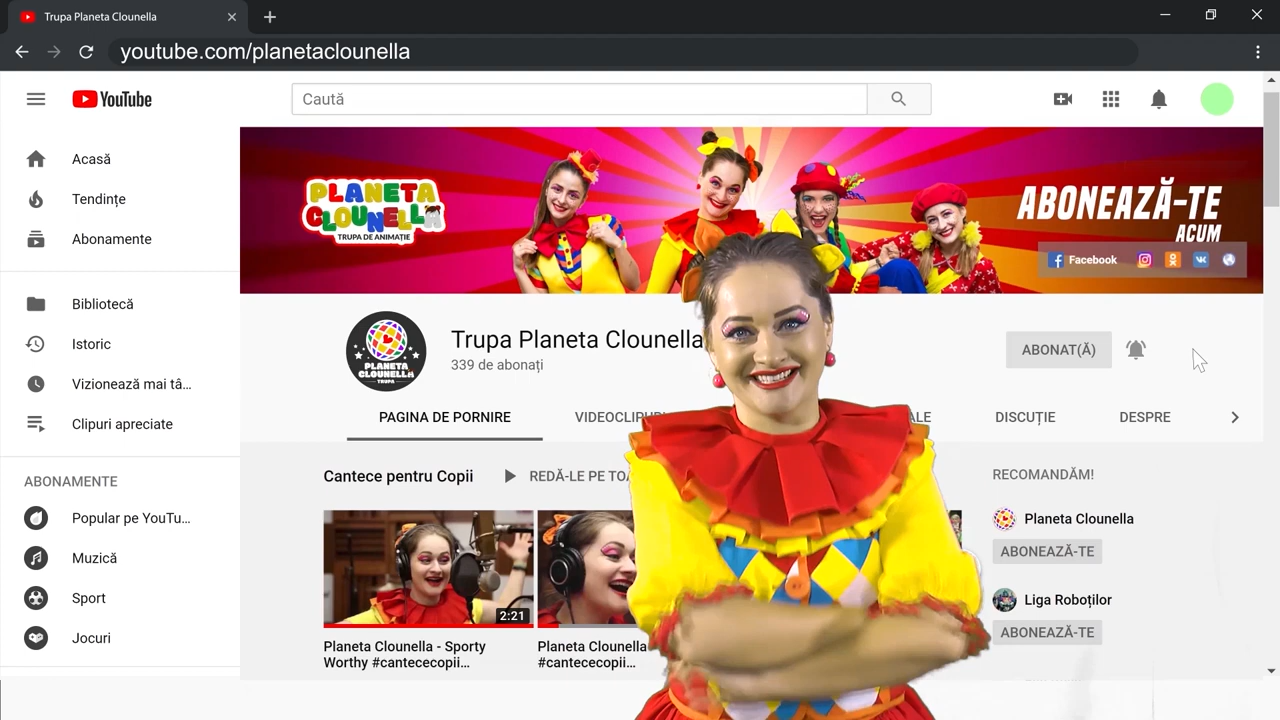 Trupa Planeta Clounella
youtube.com/planetaclounella
YouTube
Caută
Acasă
Tendințe
Abonamente
Bibliotecă
Istoric
Vizionează mai tâ...
Clipuri apreciate
ABONAMENTE
Popular pe YouTu...
Muzică
Sport
Jocuri
PLANETA
CLOUNELLA
TRUPA DE ANIMAȚIE
ABONEAZĂ-TE
ACUM
Facebook
PLANETA
CLOUNELLA
TRUPA
Trupa Planeta Clounella
339 de abonați
ABONAT(Ă)
PAGINA DE PORNIRE
DISCUȚIE
DESPRE
Cantece pentru Copii
REDĂ-LE PE
2:21
Planeta Clounella - Sporty
Worthy #cantececopii...
Planeta Clounella
#cantececopii...
RECOMANDĂM!
Planeta Clounella
ABONEAZĂ-TE
Liga Roboților
ABONEAZĂ-TE